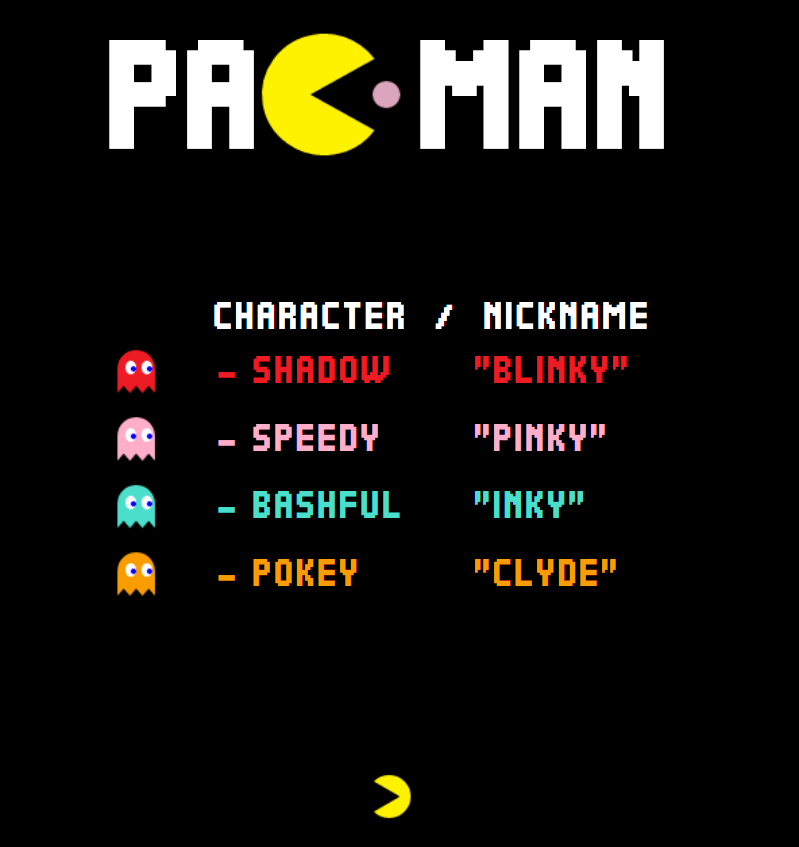 PAC-MAN
CHARACTER / NICKNAME
- SHADOW "BLINKY"
- SPEEDY "PINKY"
- BASHFUL "INKY"
- POKEY "CLYDE"